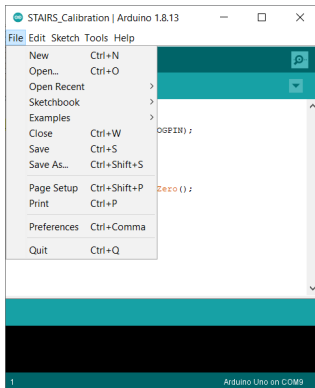 STAIRS_Calibration | Arduino 1.8.13
File Edit Sketch Tools Help
New Ctrl+N
Open... Ctrl+O
Open Recent >
Sketchbook >
Examples >
Close Ctrl+W
Save Ctrl+S
Save As... Ctrl+Shift+S
Page Setup Ctrl+Shift+P
Print Ctrl+P
Preferences Ctrl+Comma
Quit Ctrl+Q
OGPIN);
Zero();
1 Arduino Uno on COM9